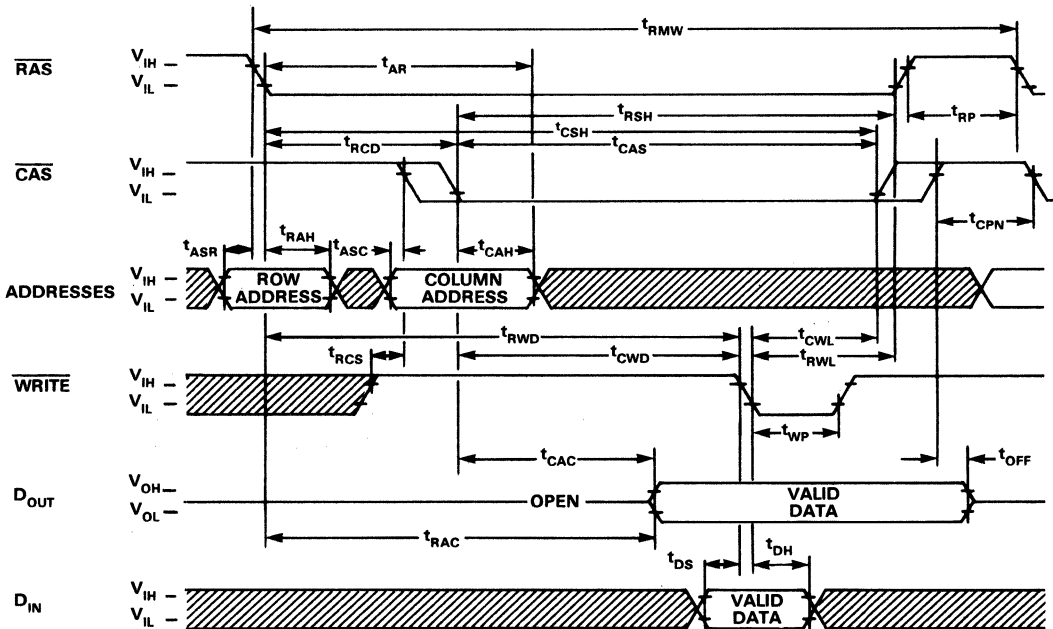 tRMW
RAS
VIH
VIL
tAR
tRSH
tRP
tCSH
tRCD
tCAS
CAS
VIH
VIL
tCPN
tASR
tRAH
tASC
tCAH
ADDRESSES
VIH
VIL
ROW ADDRESS
COLUMN ADDRESS
tRWD
tCWL
tRCS
tCWD
tRWL
WRITE
VIH
VIL
tWP
tCAC
tOFF
DOUT
VOH
VOL
OPEN
VALID DATA
tRAC
tDS
tDH
DIN
VIH
VIL
VALID DATA